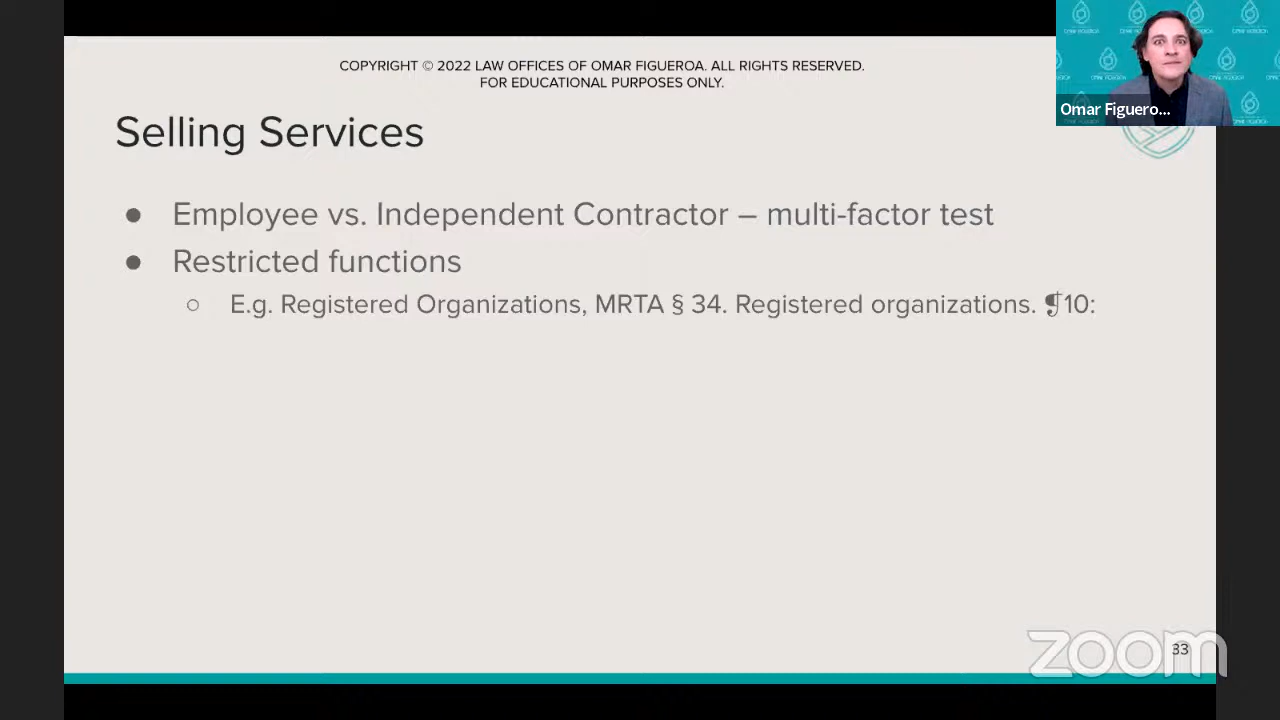 COPYRIGHT © 2022 LAW OFFICES OF OMAR FIGUEROA. ALL RIGHTS RESERVED.
FOR EDUCATIONAL PURPOSES ONLY.
Omar Figuero...
Selling Services
● Employee vs. Independent Contractor – multi-factor test
● Restricted functions
○ E.g. Registered Organizations, MRTA § 34. Registered organizations. ¶10:
33
zoom